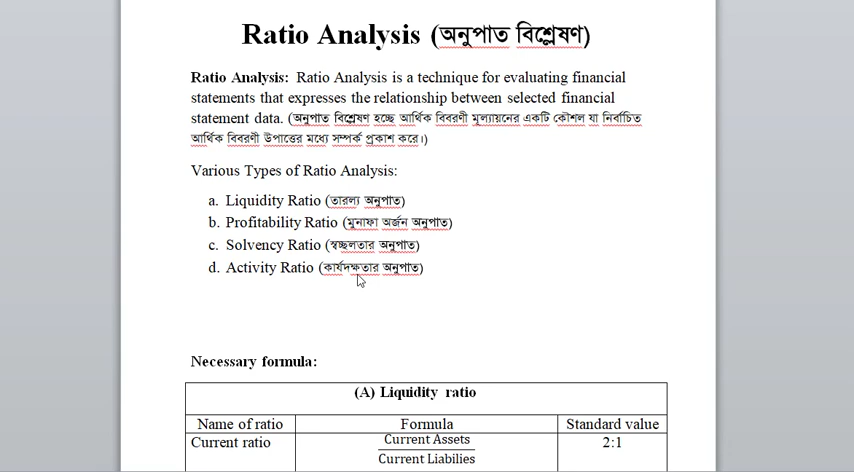 Ratio Analysis (অনুপাত বিশ্লেষণ)
Ratio Analysis: Ratio Analysis is a technique for evaluating financial
statements that expresses the relationship between selected financial
statement data. (অনুপাত বিশ্লেষণ হচ্ছে আর্থিক বিবরণী মূল্যায়নের একটি কৌশল যা নির্বাচিত
আর্থিক বিবরণী উপাত্তের মধ্যে সম্পর্ক প্রকাশ করে।)
Various Types of Ratio Analysis:
a. Liquidity Ratio (তারল্য অনুপাত)
b. Profitability Ratio (মুনাফা অর্জন অনুপাত)
c. Solvency Ratio (স্বচ্ছলতার অনুপাত)
d. Activity Ratio (কার্যদক্ষতার অনুপাত)
Necessary formula:
(A) Liquidity ratio
Name of ratio Formula Standard value
Current ratio Current Assets 2:1
Current Liabilies